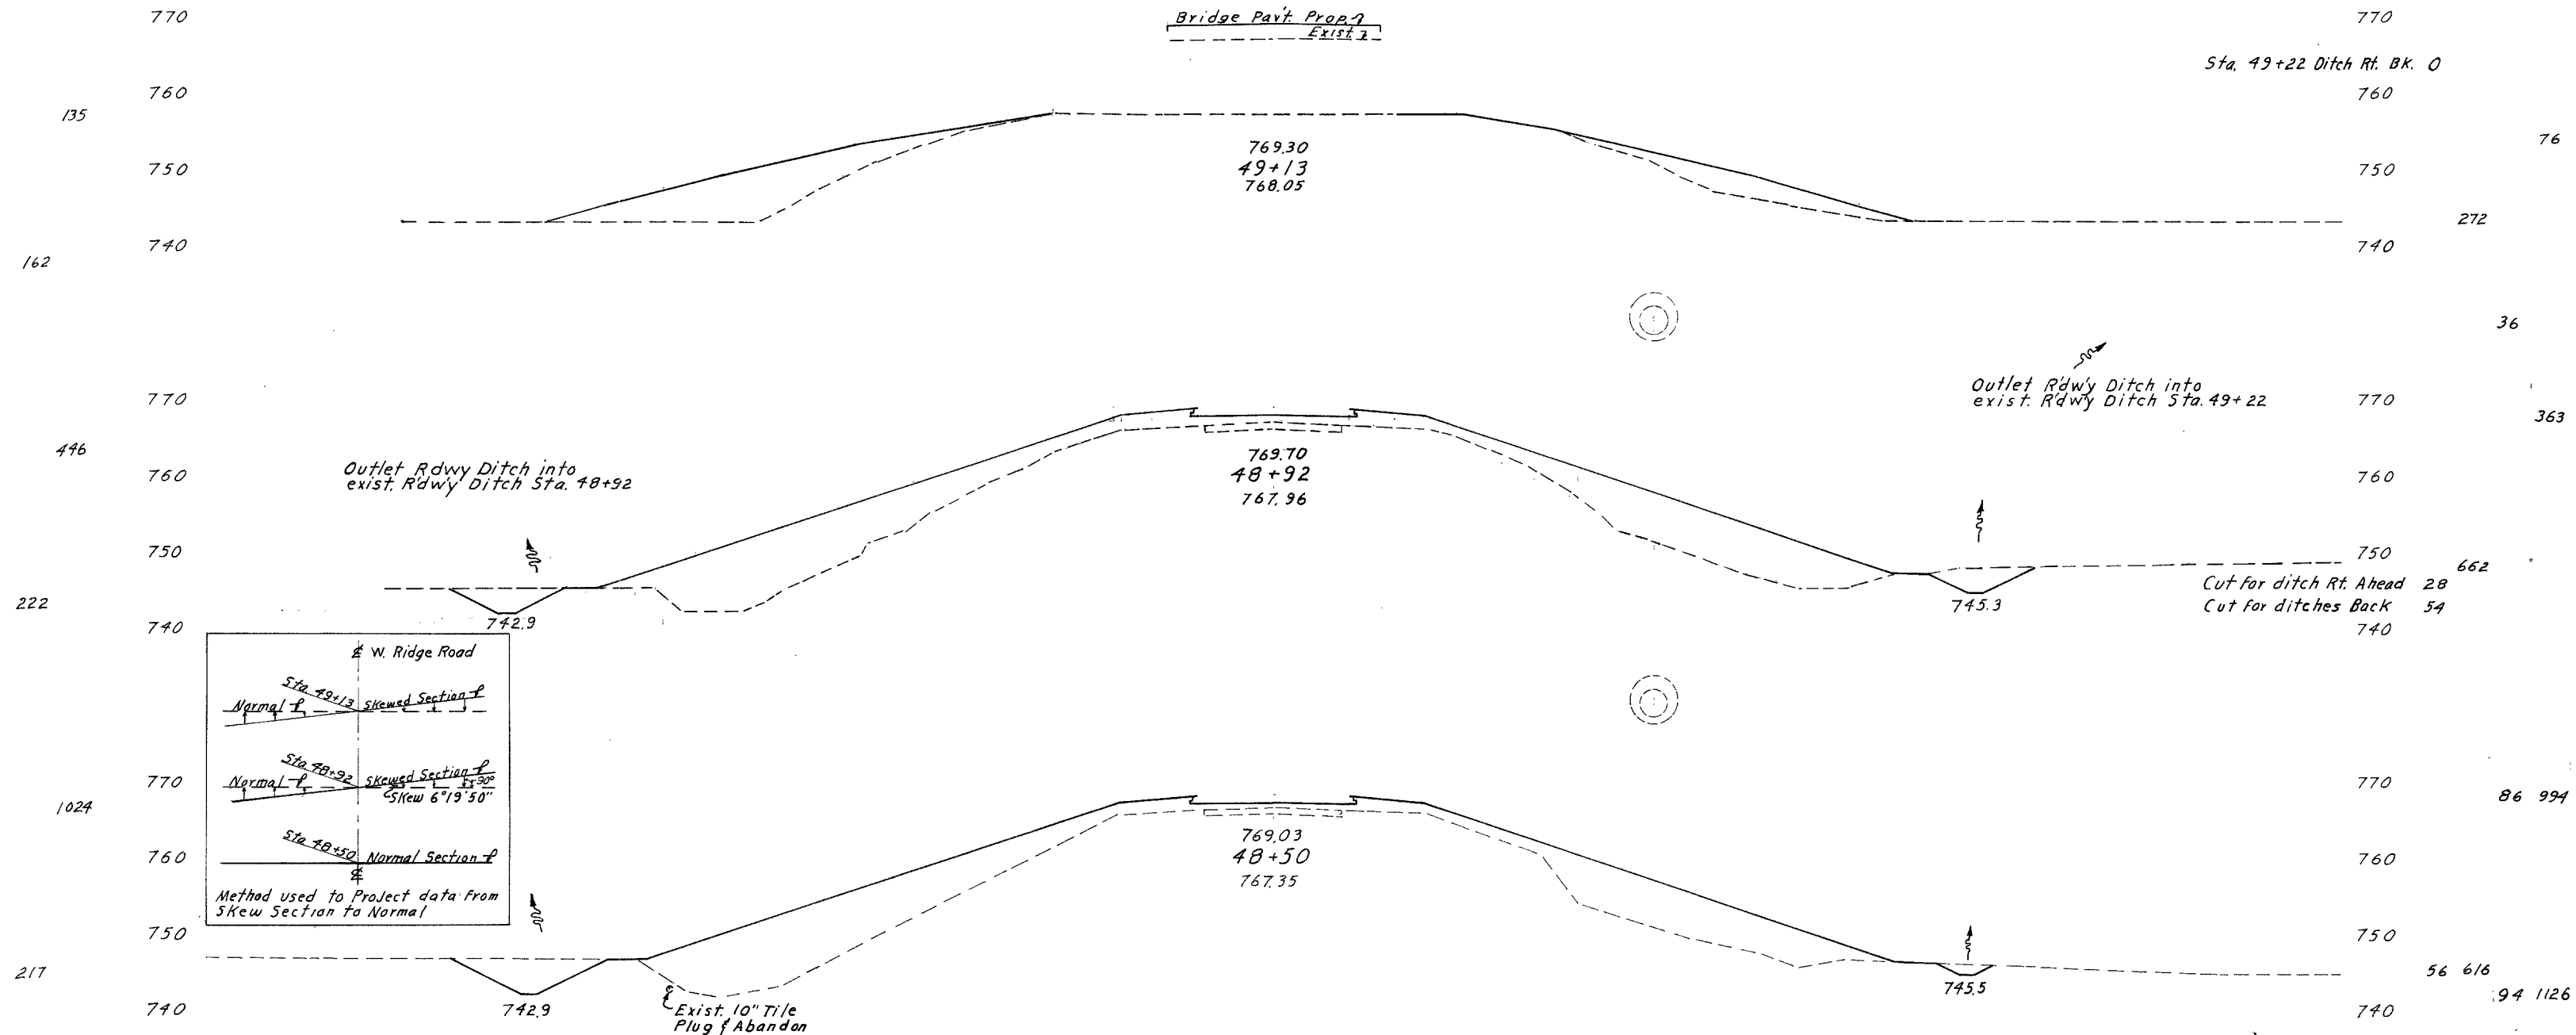 770
Bridge Pav't. Prop.
770
Exist.
Sta. 49+22 Ditch Rt. BK. 0
760
760
135
76
769.30
750
49+13
750
768.05
272
740
740
162
36
Outlet R'dw'y Ditch into
exist. R'dw'y Ditch Sta. 49+22
770
770
363
446
769.70
Outlet R'dwy Ditch into
760
48+92
760
exist. R'dw'y Ditch Sta. 48+92
767.96
750
750
662
Cut for ditch Rt. Ahead 28
222
745.3
Cut for ditches Back 54
742.9
740
740
℄ W. Ridge Road
Sta. 49+13
Skewed Section ℓ
Normal ℓ
Sta. 48+92
Skewed Section ℓ
Normal ℓ
90°
Skew 6°19'50"
Sta 48+50
Normal Section ℓ
℄
Method used to Project data From
Skew Section to Normal
770
770
1024
86 994
769.03
760
48+50
760
767.35
750
750
217
56 616
745.5
94 1126
740
742.9
Exist. 10" Tile
740
Plug & Abandon